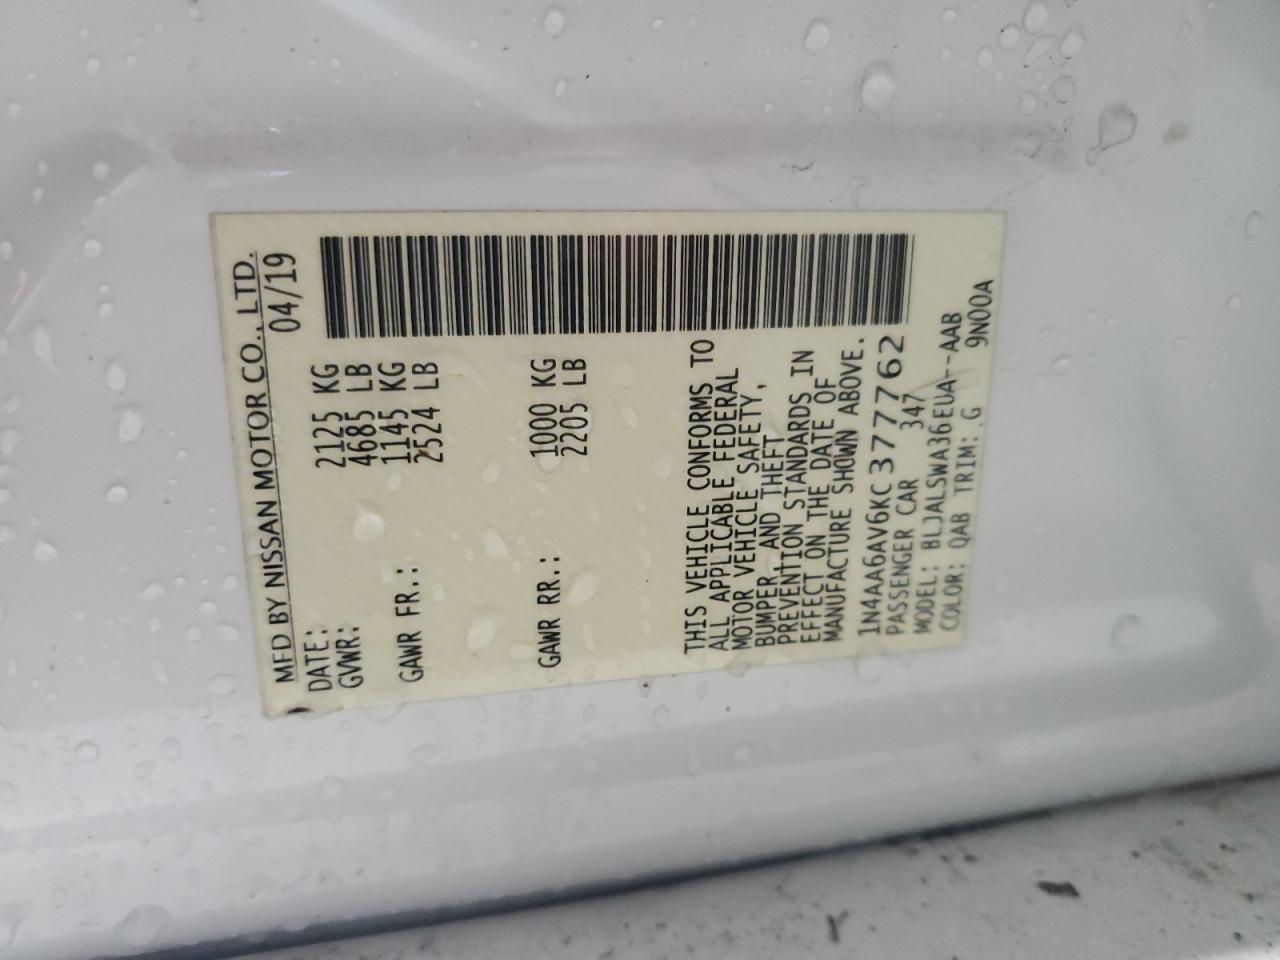 MFD BY NISSAN MOTOR CO., LTD.
DATE: 04/19
GVWR: 2125 KG
4685 LB
GAWR FR.: 1145 KG
2524 LB
GAWR RR.: 1000 KG
2205 LB
THIS VEHICLE CONFORMS TO
ALL APPLICABLE FEDERAL
MOTOR VEHICLE SAFETY,
BUMPER AND THEFT
PREVENTION STANDARDS IN
EFFECT ON THE DATE OF
MANUFACTURE SHOWN ABOVE.
1N4AA6AV6KC377762
PASSENGER CAR 347
MODEL: BLJALSWA36EUA--AAB
COLOR: QAB TRIM: G 9N00A